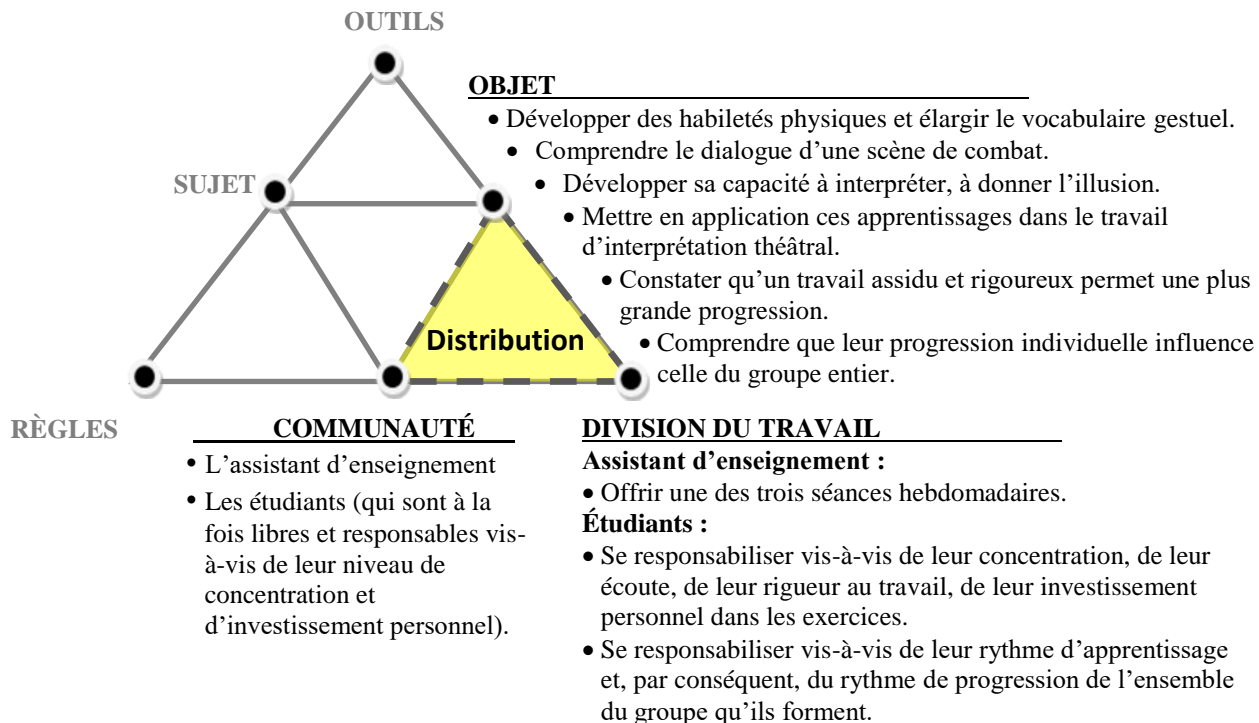 OUTILS
OBJET
• Développer des habiletés physiques et élargir le vocabulaire gestuel.
• Comprendre le dialogue d’une scène de combat.
SUJET
• Développer sa capacité à interpréter, à donner l’illusion.
• Mettre en application ces apprentissages dans le travail
d’interprétation théâtral.
• Constater qu’un travail assidu et rigoureux permet une plus
grande progression.
Distribution
• Comprendre que leur progression individuelle influence
celle du groupe entier.
RÈGLES
COMMUNAUTÉ
• L’assistant d’enseignement
• Les étudiants (qui sont à la
fois libres et responsables vis-
à-vis de leur niveau de
concentration et
d’investissement personnel).
DIVISION DU TRAVAIL
Assistant d’enseignement :
• Offrir une des trois séances hebdomadaires.
Étudiants :
• Se responsabiliser vis-à-vis de leur concentration, de leur
écoute, de leur rigueur au travail, de leur investissement
personnel dans les exercices.
• Se responsabiliser vis-à-vis de leur rythme d’apprentissage
et, par conséquent, du rythme de progression de l’ensemble
du groupe qu’ils forment.